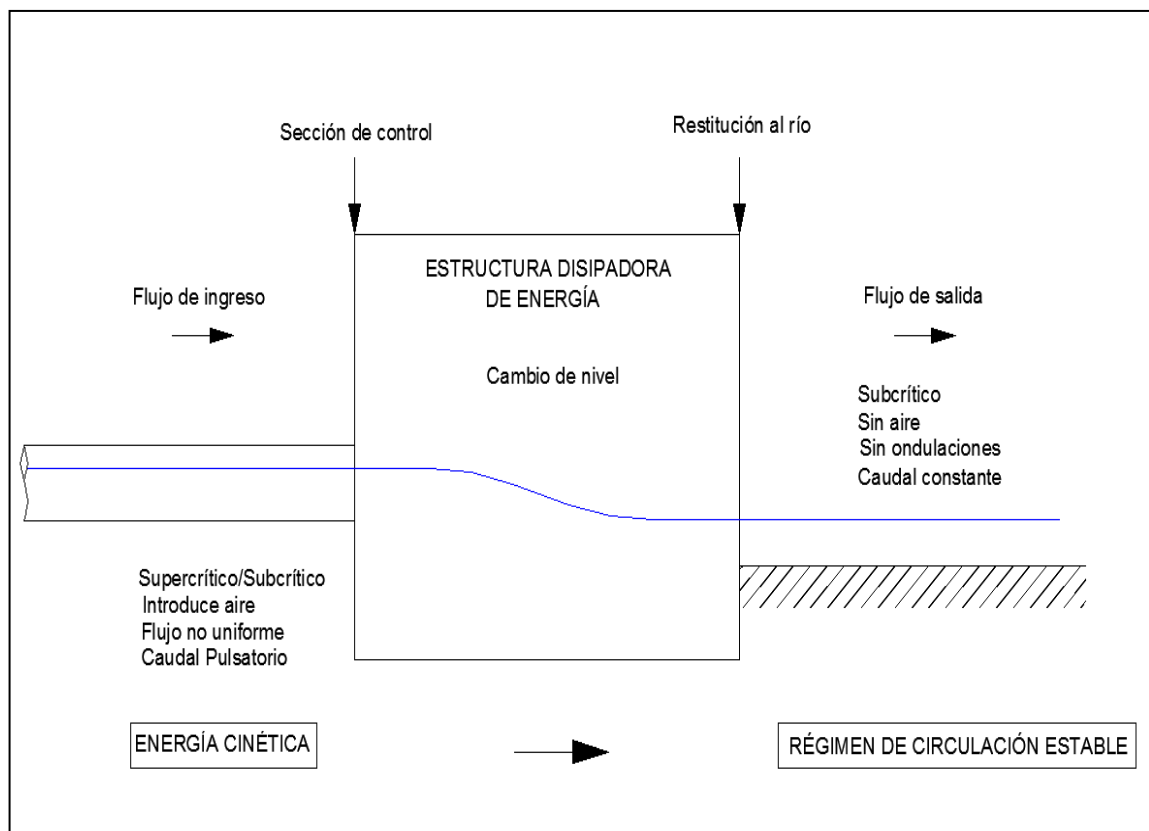 Sección de control
Restitución al río
ESTRUCTURA DISIPADORA
DE ENERGÍA
Flujo de ingreso
Flujo de salida
Cambio de nivel
Subcrítico
Sin aire
Sin ondulaciones
Caudal constante
Supercrítico/Subcrítico
Introduce aire
Flujo no uniforme
Caudal Pulsatorio
ENERGÍA CINÉTICA
RÉGIMEN DE CIRCULACIÓN ESTABLE